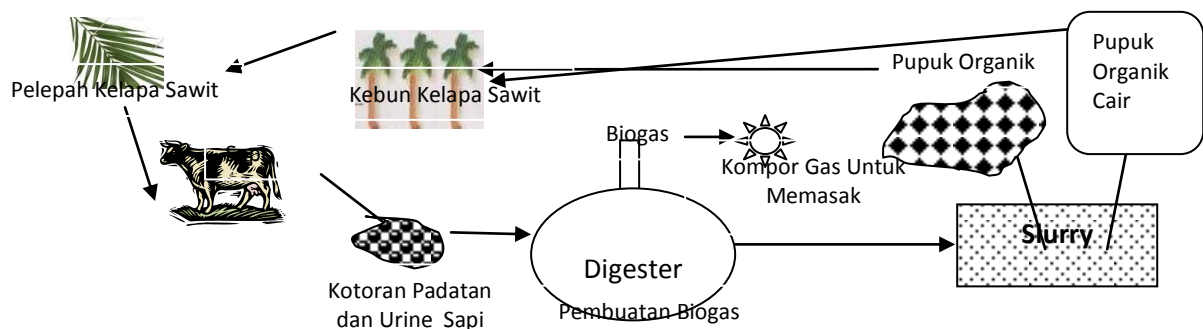 Pelepah Kelapa Sawit
Kebun Kelapa Sawit
Pupuk Organik
Pupuk
Organik
Cair
Biogas
Kompor Gas Untuk
Memasak
Kotoran Padatan
dan Urine Sapi
Digester
Pembuatan Biogas
Slurry